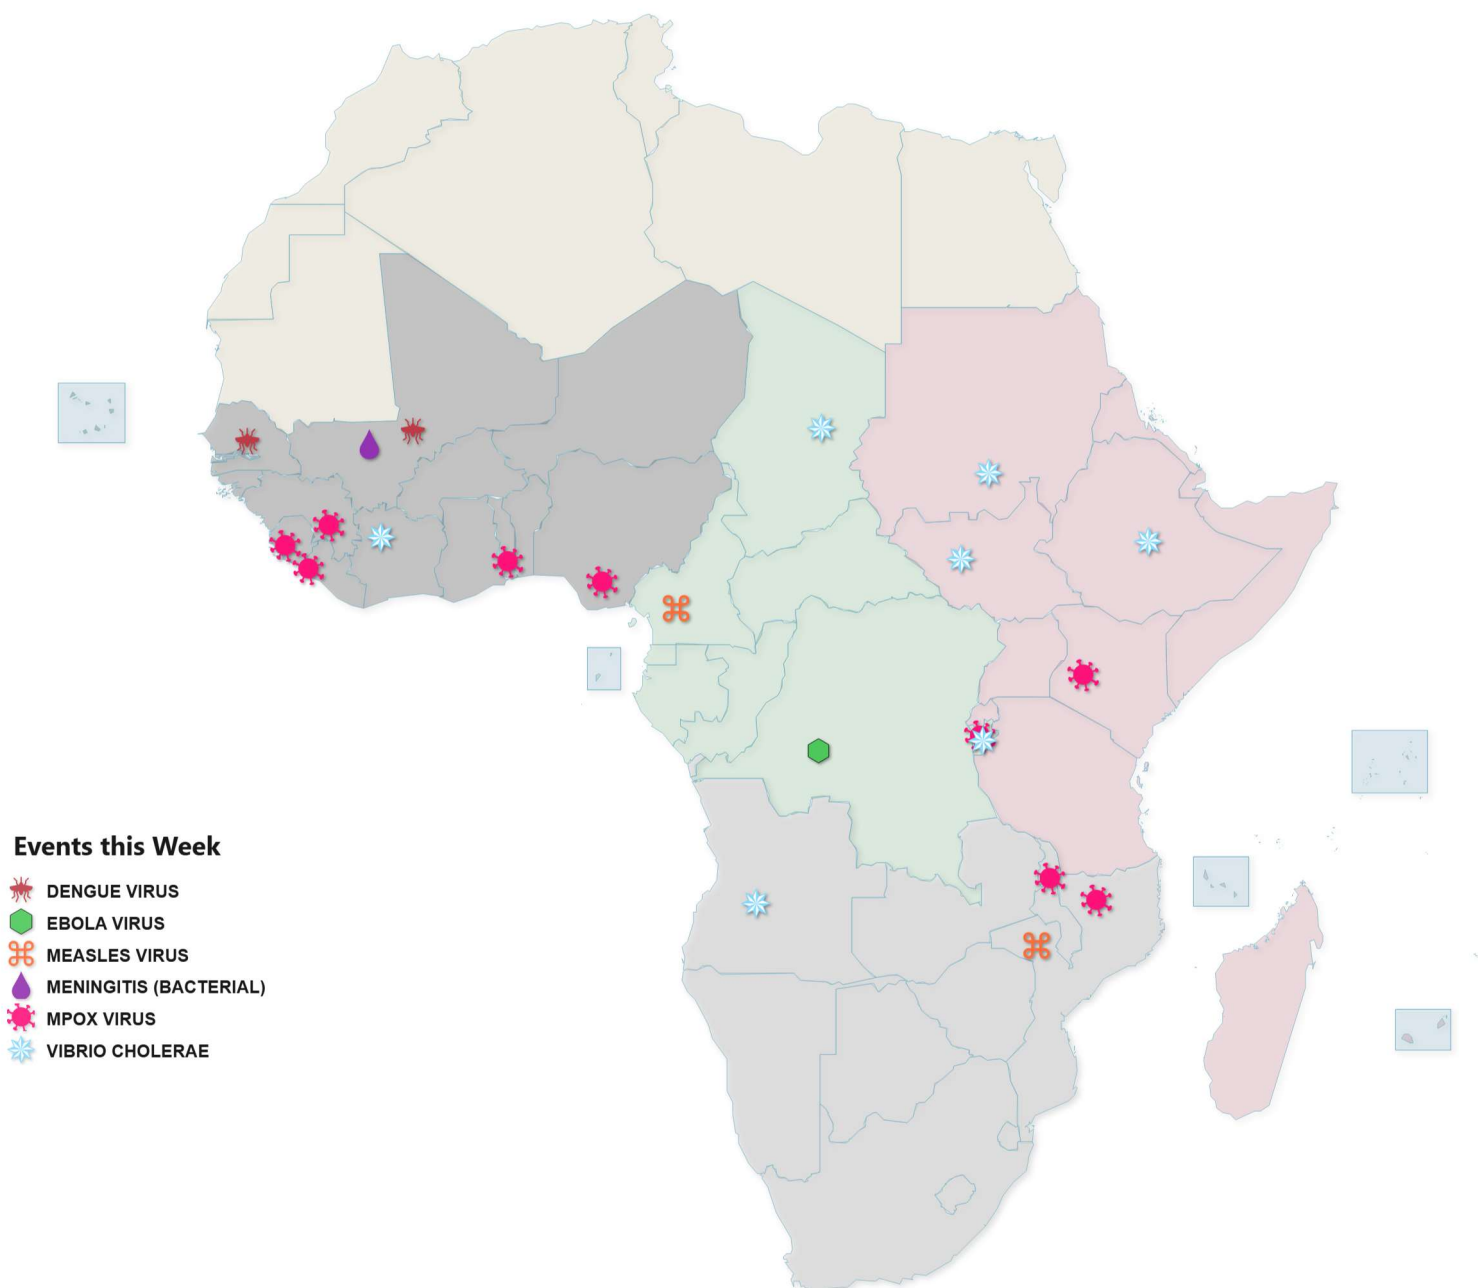 Events this Week
DENGUE VIRUS
EBOLA VIRUS
MEASLES VIRUS
MENINGITIS (BACTERIAL)
MPOX VIRUS
VIBRIO CHOLERAE